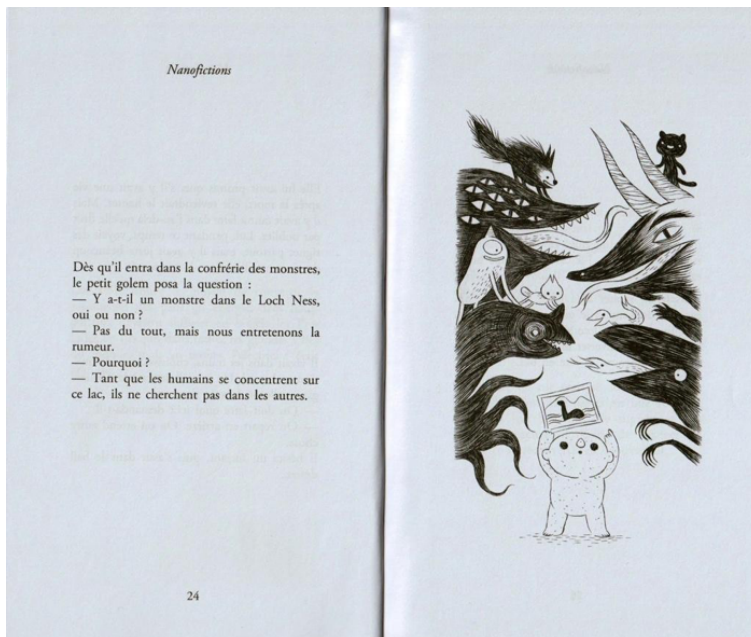 Nanofictions
Dès qu'il entra dans la confrérie des monstres,
le petit golem posa la question :
— Y a-t-il un monstre dans le Loch Ness,
oui ou non ?
— Pas du tout, mais nous entretenons la
rumeur.
— Pourquoi ?
— Tant que les humains se concentrent sur
ce lac, ils ne cherchent pas dans les autres.
24